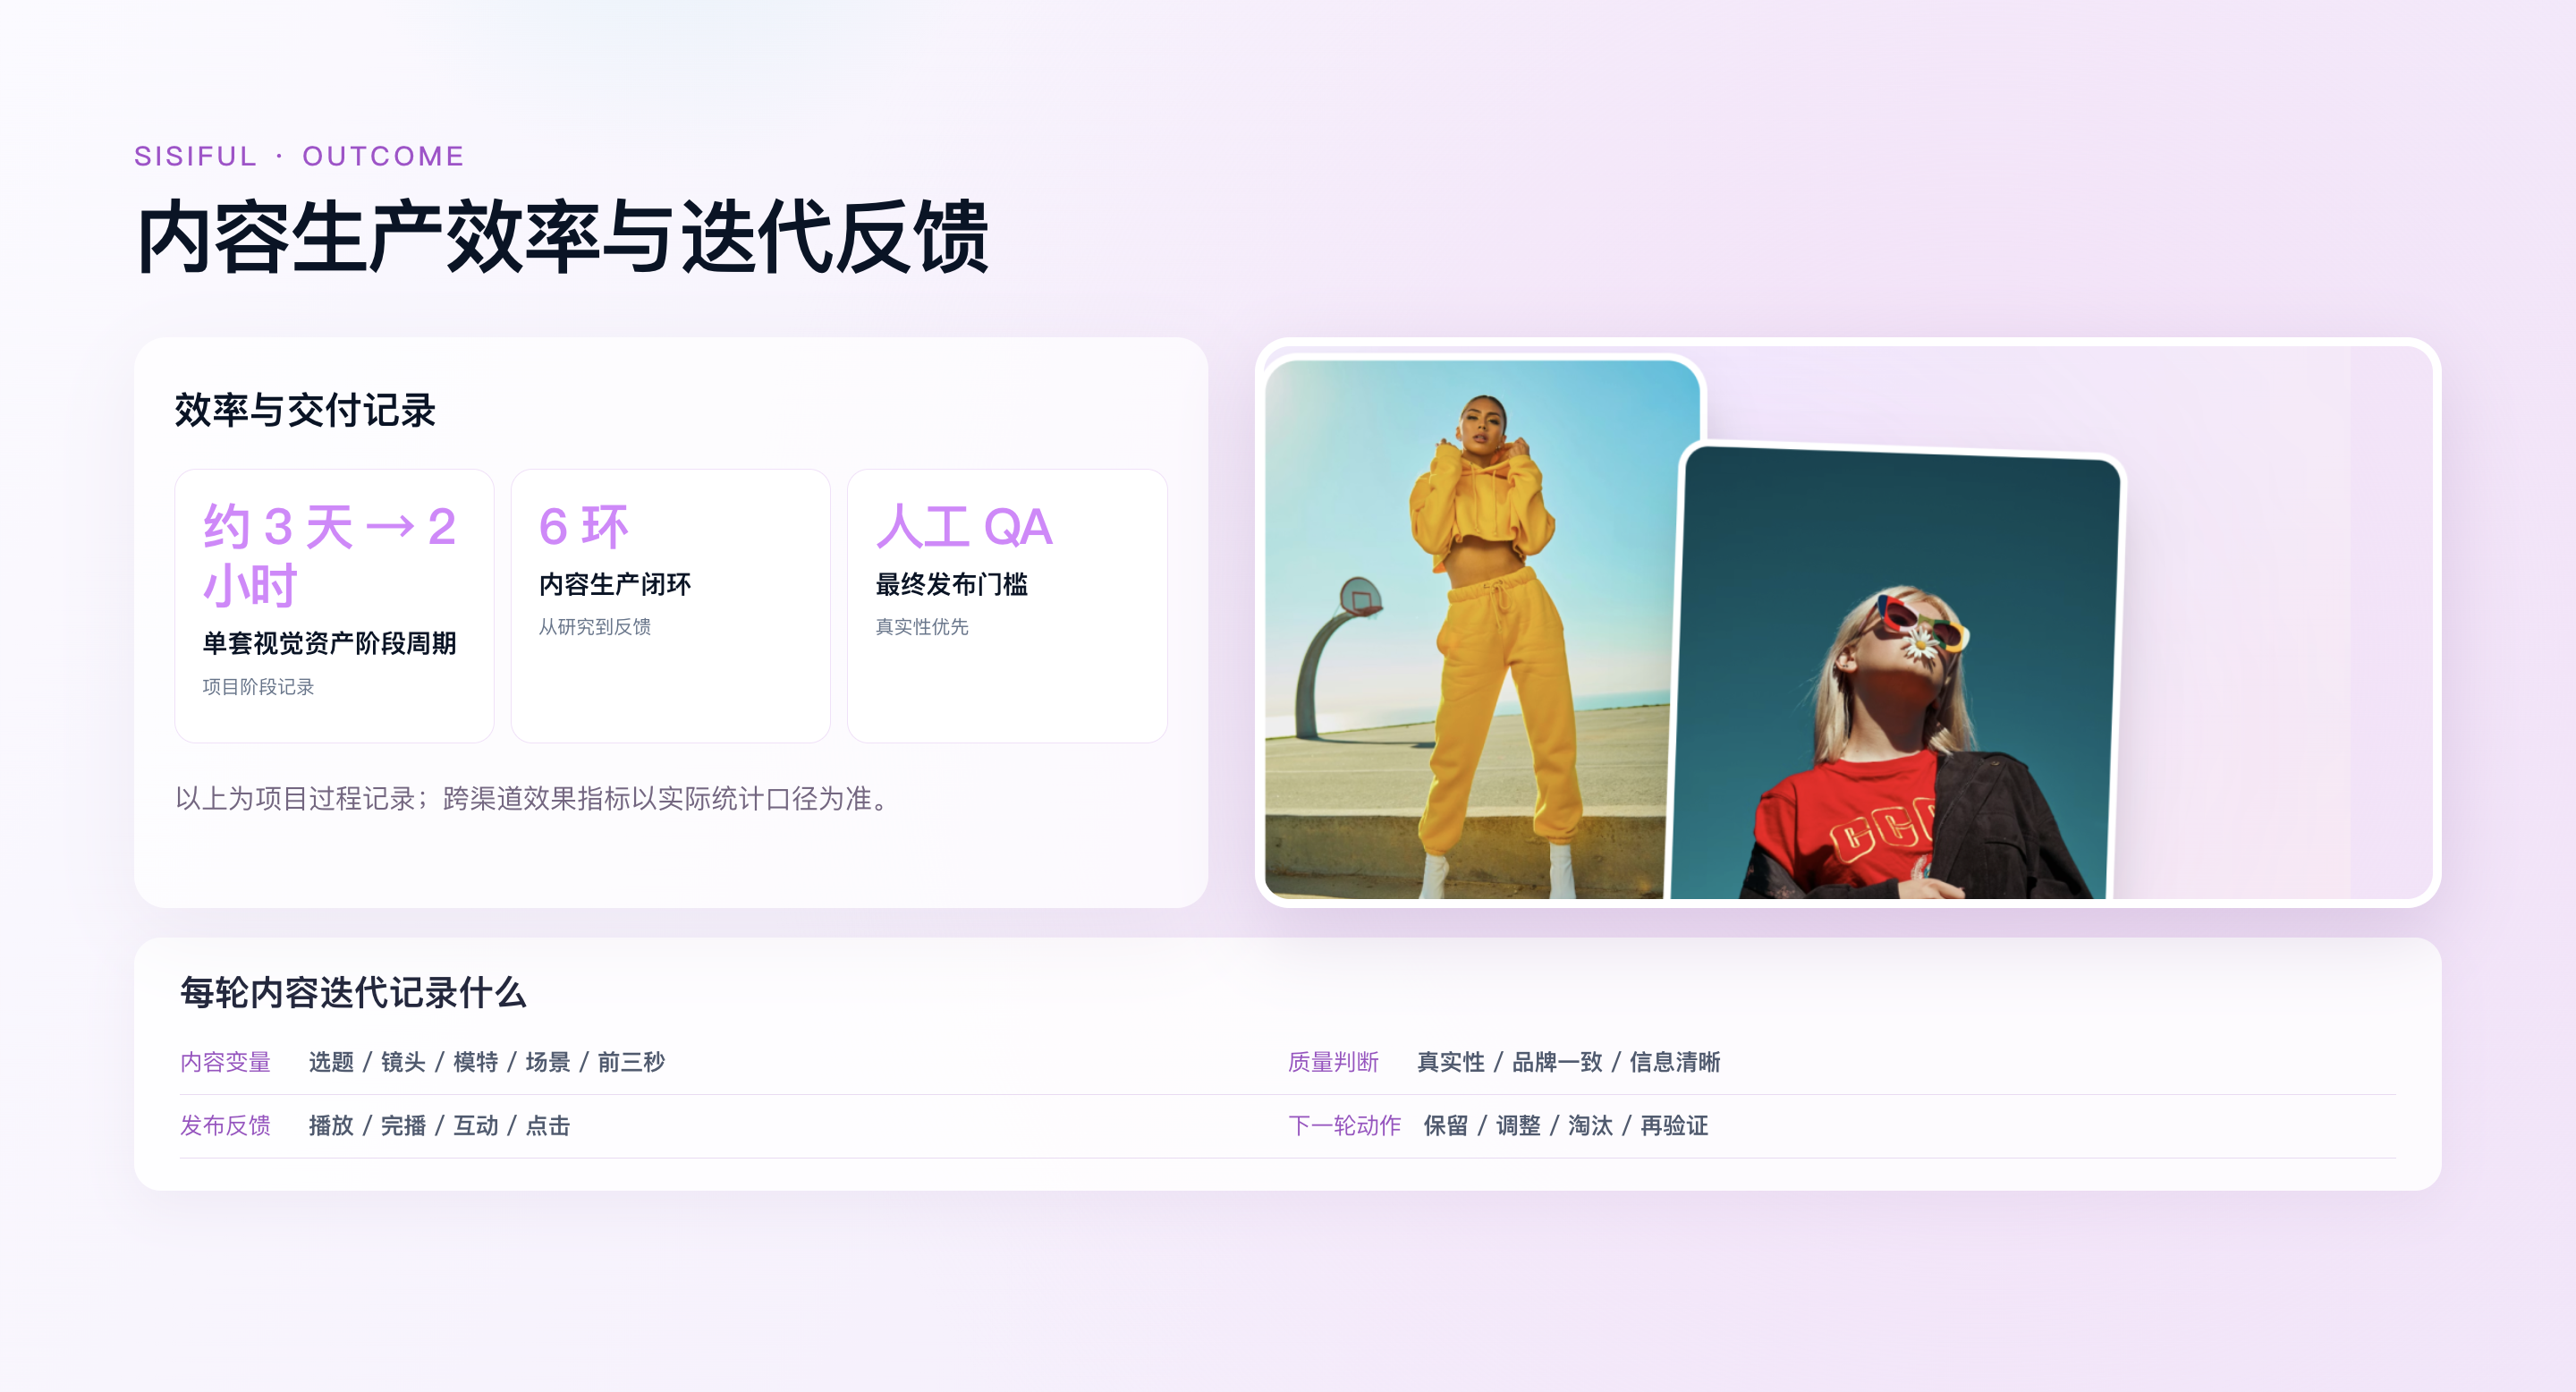 SISIFUL · OUTCOME
内容生产效率与迭代反馈
效率与交付记录
约 3 天 → 2
小时
单套视觉资产阶段周期
项目阶段记录
6 环
内容生产闭环
从研究到反馈
人工 QA
最终发布门槛
真实性优先
以上为项目过程记录；跨渠道效果指标以实际统计口径为准。
每轮内容迭代记录什么
内容变量 选题 / 镜头 / 模特 / 场景 / 前三秒
质量判断 真实性 / 品牌一致 / 信息清晰
发布反馈 播放 / 完播 / 互动 / 点击
下一轮动作 保留 / 调整 / 淘汰 / 再验证